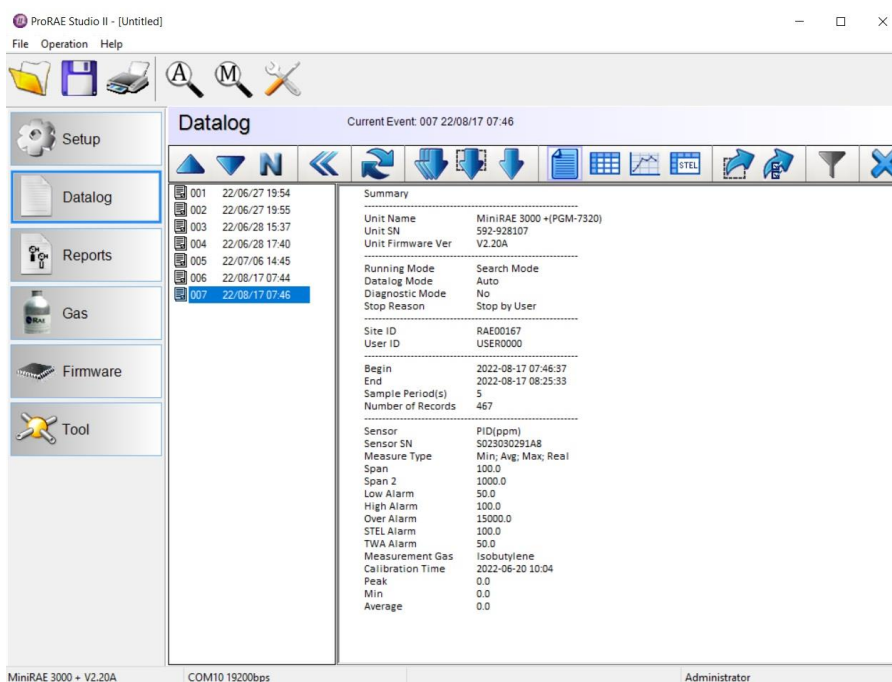 ProRAE Studio II - [Untitled]
File Operation Help
A M
Setup
Datalog
Reports
Gas
RAE
Firmware
Tool
Datalog Current Event: 007 22/08/17 07:46
N STEL E
001 22/06/27 19:54
002 22/06/27 19:55
003 22/06/28 15:37
004 22/06/28 17:40
005 22/07/06 14:45
006 22/08/17 07:44
007 22/08/17 07:46
Summary
Unit Name MiniRAE 3000 +(PGM-7320)
Unit SN 592-928107
Unit Firmware Ver V2.20A
Running Mode Search Mode
Datalog Mode Auto
Diagnostic Mode No
Stop Reason Stop by User
Site ID RAE00167
User ID USER0000
Begin 2022-08-17 07:46:37
End 2022-08-17 08:25:33
Sample Period(s) 5
Number of Records 467
Sensor PID(ppm)
Sensor SN S023030291A8
Measure Type Min; Avg; Max; Real
Span 100.0
Span 2 1000.0
Low Alarm 50.0
High Alarm 100.0
Over Alarm 15000.0
STEL Alarm 100.0
TWA Alarm 50.0
Measurement Gas Isobutylene
Calibration Time 2022-06-20 10:04
Peak 0.0
Min 0.0
Average 0.0
MiniRAE 3000 + V2.20A COM10 19200bps Administrator